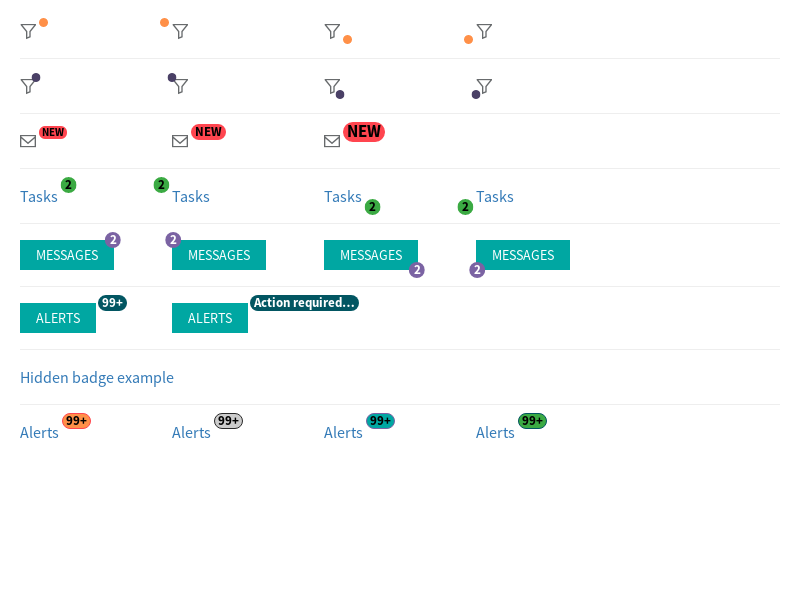 NEW NEW NEW
Tasks 2 2 Tasks Tasks 2 2 Tasks
MESSAGES 2 2 MESSAGES MESSAGES 2 2 MESSAGES
ALERTS 99+ ALERTS Action required...
Hidden badge example
Alerts 99+ Alerts 99+ Alerts 99+ Alerts 99+